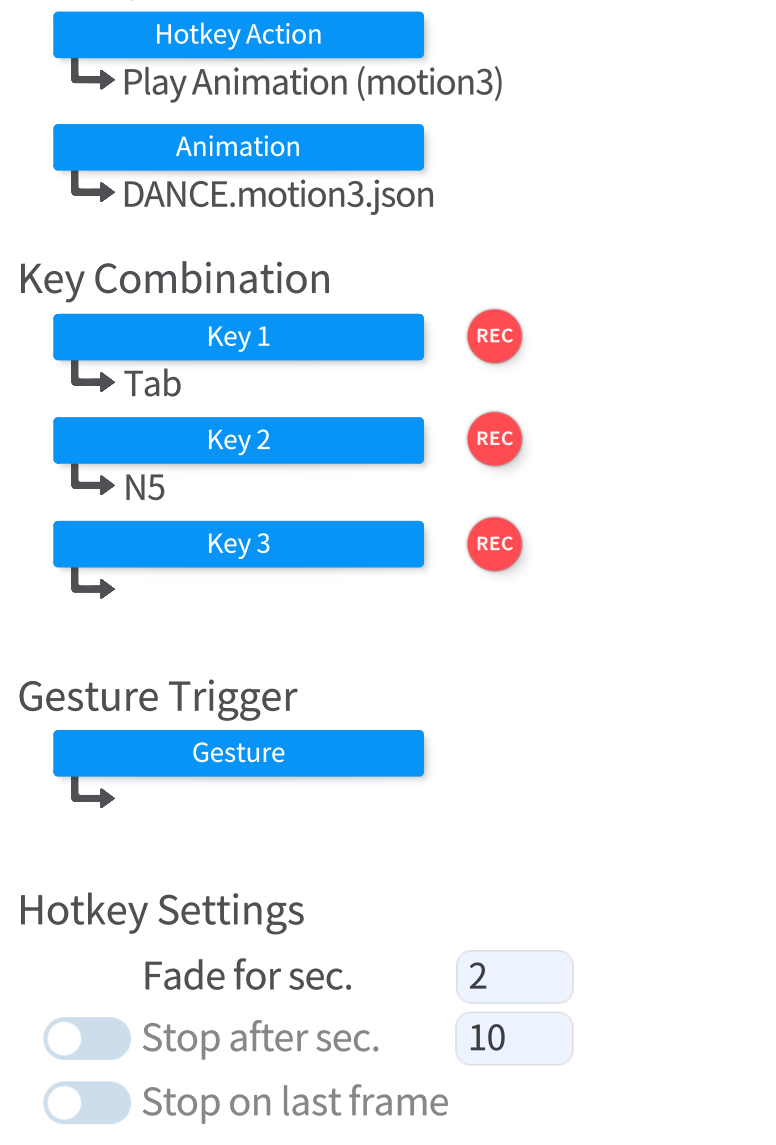 Hotkey Action
Play Animation (motion3)
Animation
DANCE.motion3.json
Key Combination
Key 1
REC
Tab
Key 2
REC
N5
Key 3
REC
Gesture Trigger
Gesture
Hotkey Settings
Fade for sec. 2
Stop after sec. 10
Stop on last frame